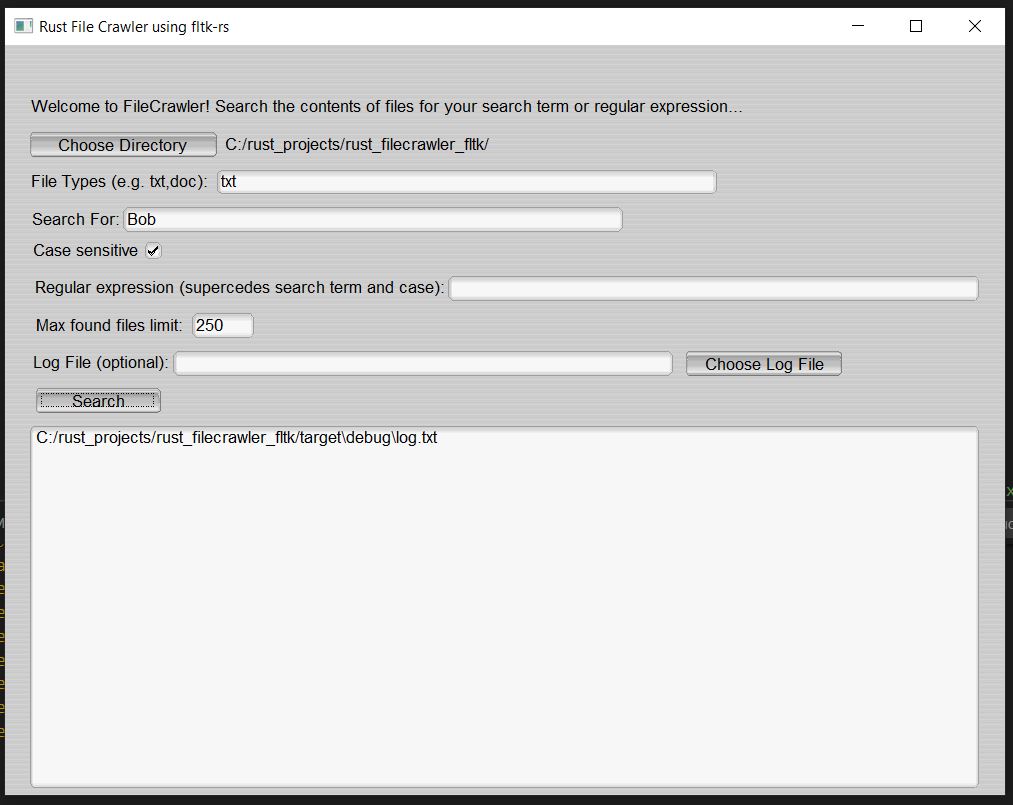 Rust File Crawler using fltk-rs
Welcome to FileCrawler! Search the contents of files for your search term or regular expression...
Choose Directory C:/rust_projects/rust_filecrawler_fltk/
File Types (e.g. txt,doc): txt
Search For: Bob
Case sensitive
Regular expression (supercedes search term and case):
Max found files limit: 250
Log File (optional): Choose Log File
Search
C:/rust_projects/rust_filecrawler_fltk/target\debug\log.txt